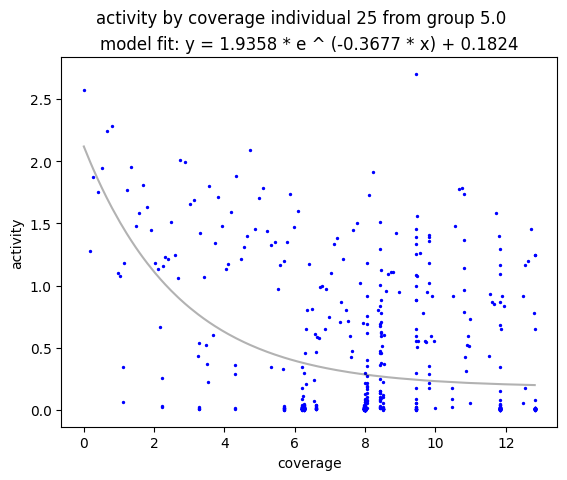 activity by coverage individual 25 from group 5.0
model fit: y = 1.9358 * e ^ (-0.3677 * x) + 0.1824
2.5
2.0
1.5
1.0
0.5
0.0
activity
0 2 4 6 8 10 12
coverage